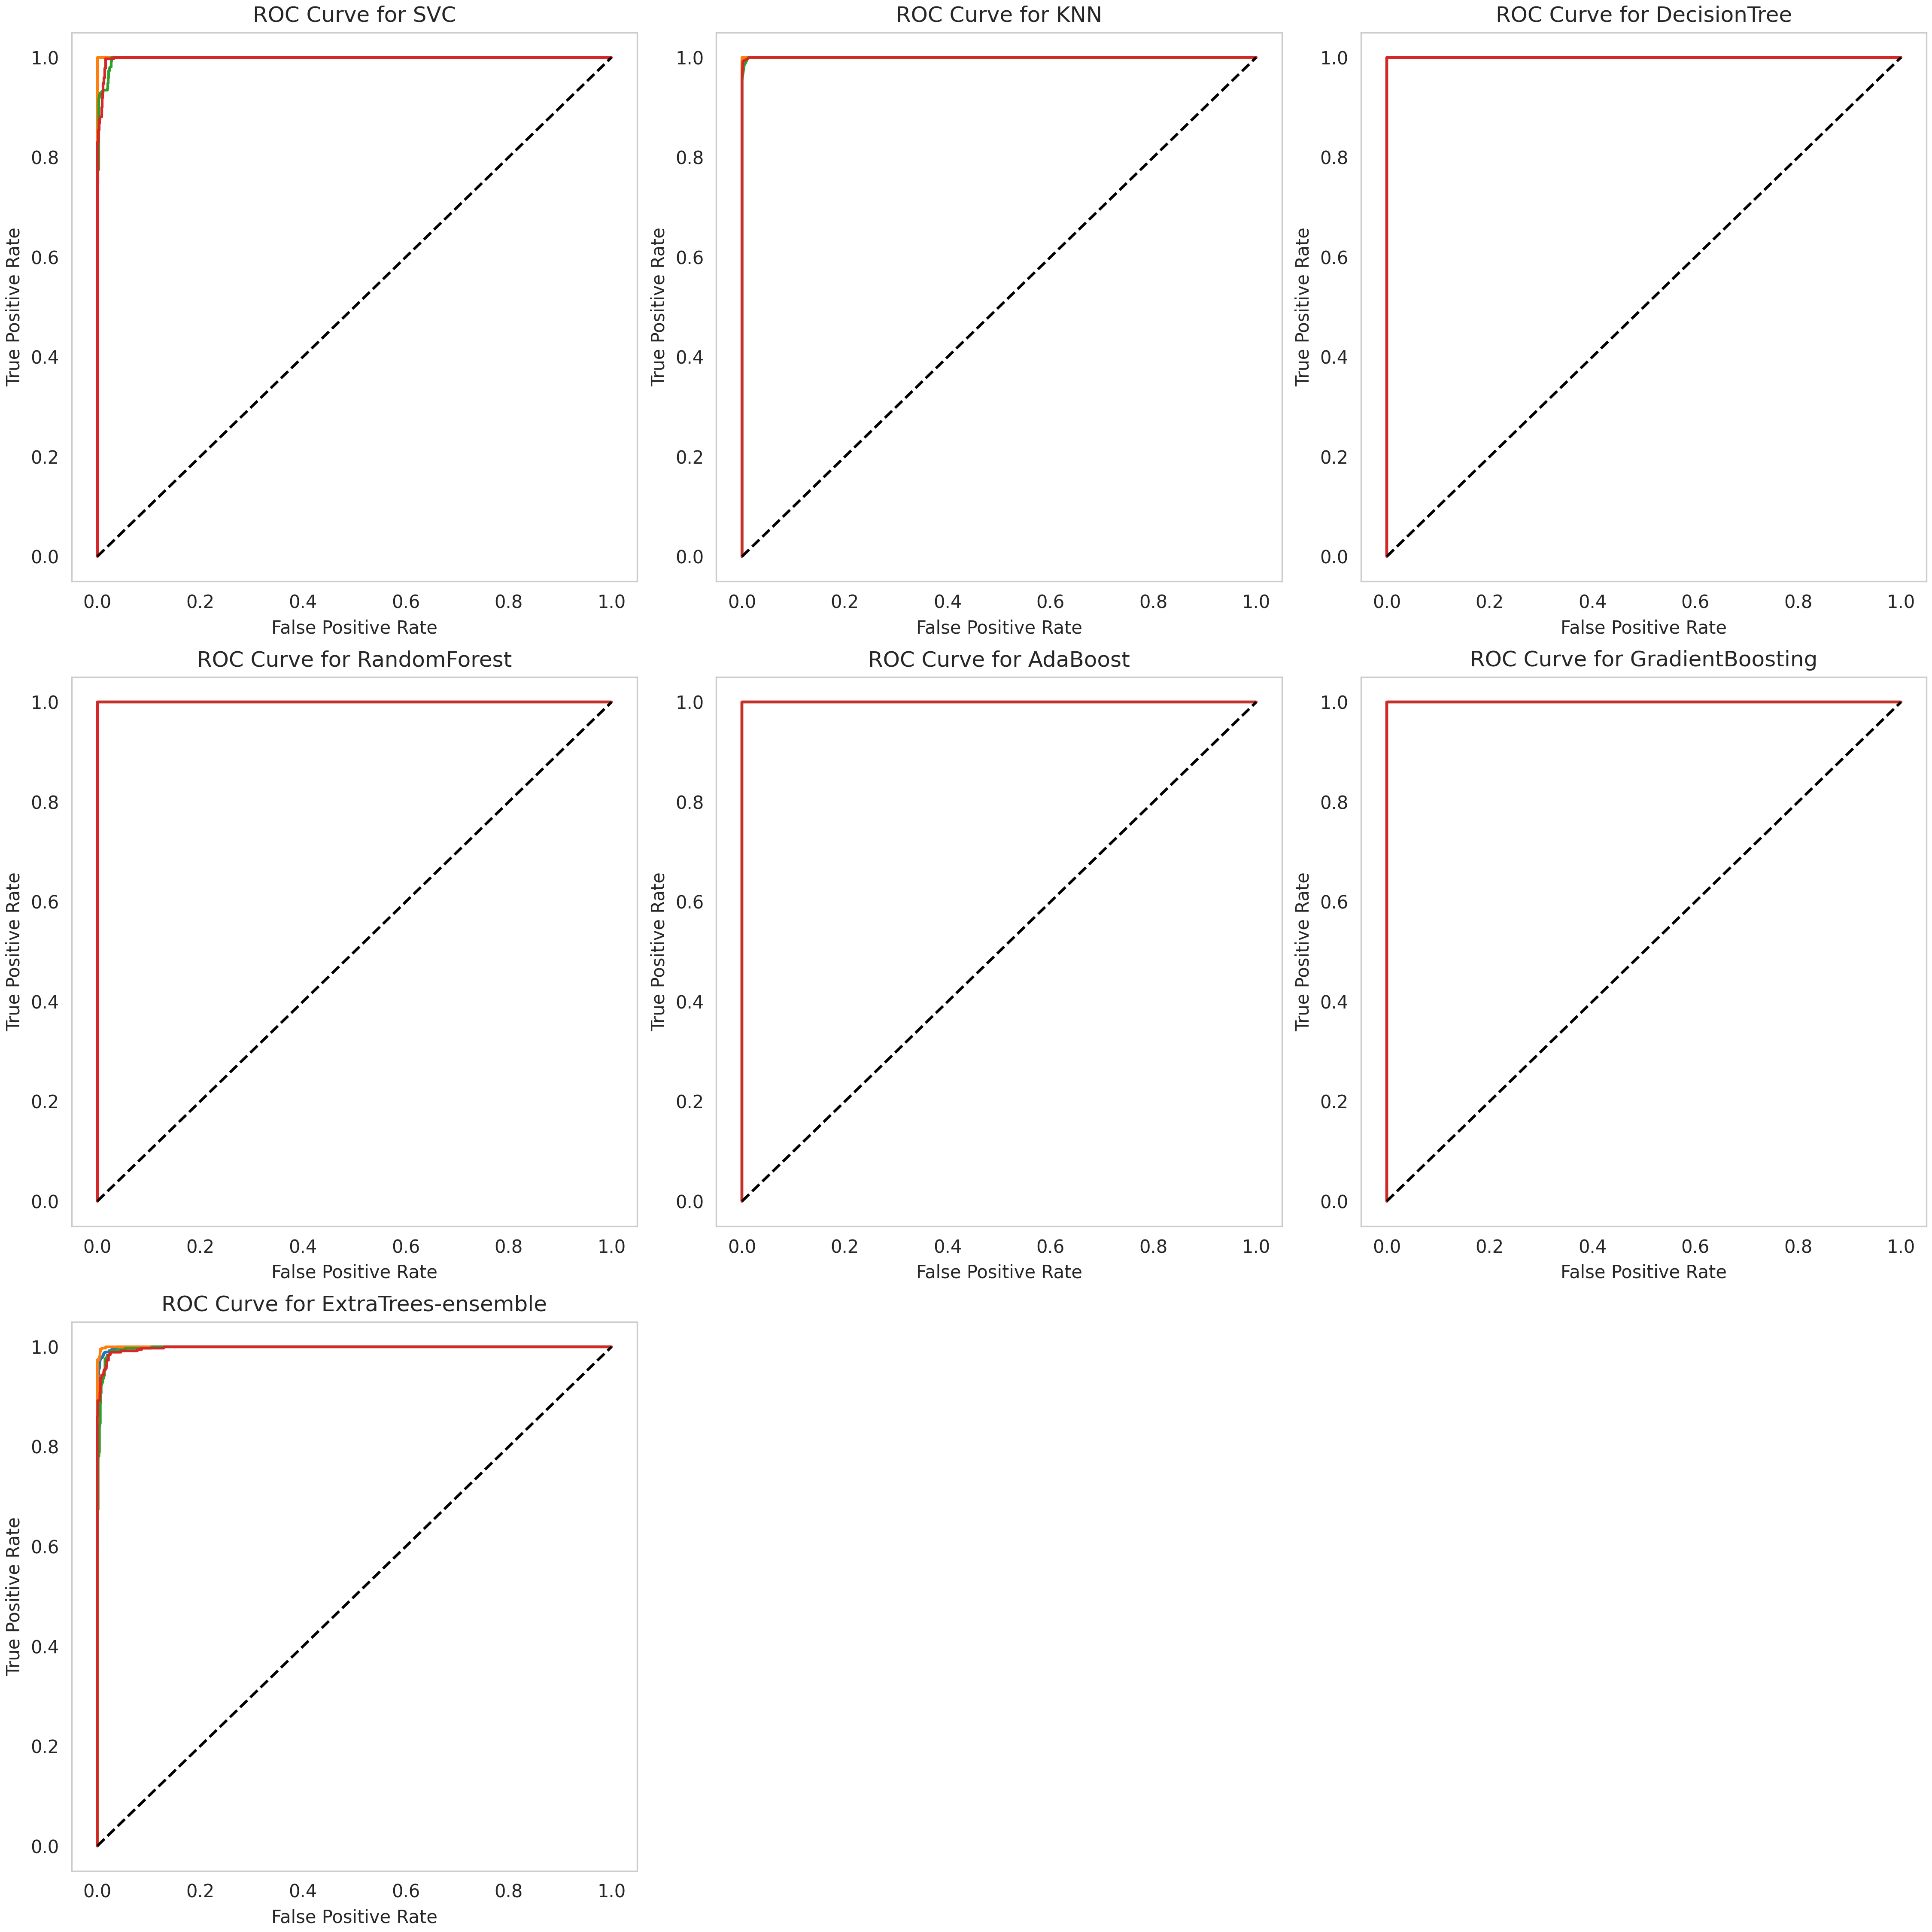 ROC Curve for SVC
True Positive Rate
1.0
0.8
0.6
0.4
0.2
0.0
0.0 0.2 0.4 0.6 0.8 1.0
False Positive Rate
ROC Curve for KNN
True Positive Rate
1.0
0.8
0.6
0.4
0.2
0.0
0.0 0.2 0.4 0.6 0.8 1.0
False Positive Rate
ROC Curve for DecisionTree
True Positive Rate
1.0
0.8
0.6
0.4
0.2
0.0
0.0 0.2 0.4 0.6 0.8 1.0
False Positive Rate
ROC Curve for RandomForest
True Positive Rate
1.0
0.8
0.6
0.4
0.2
0.0
0.0 0.2 0.4 0.6 0.8 1.0
False Positive Rate
ROC Curve for AdaBoost
True Positive Rate
1.0
0.8
0.6
0.4
0.2
0.0
0.0 0.2 0.4 0.6 0.8 1.0
False Positive Rate
ROC Curve for GradientBoosting
True Positive Rate
1.0
0.8
0.6
0.4
0.2
0.0
0.0 0.2 0.4 0.6 0.8 1.0
False Positive Rate
ROC Curve for ExtraTrees-ensemble
True Positive Rate
1.0
0.8
0.6
0.4
0.2
0.0
0.0 0.2 0.4 0.6 0.8 1.0
False Positive Rate